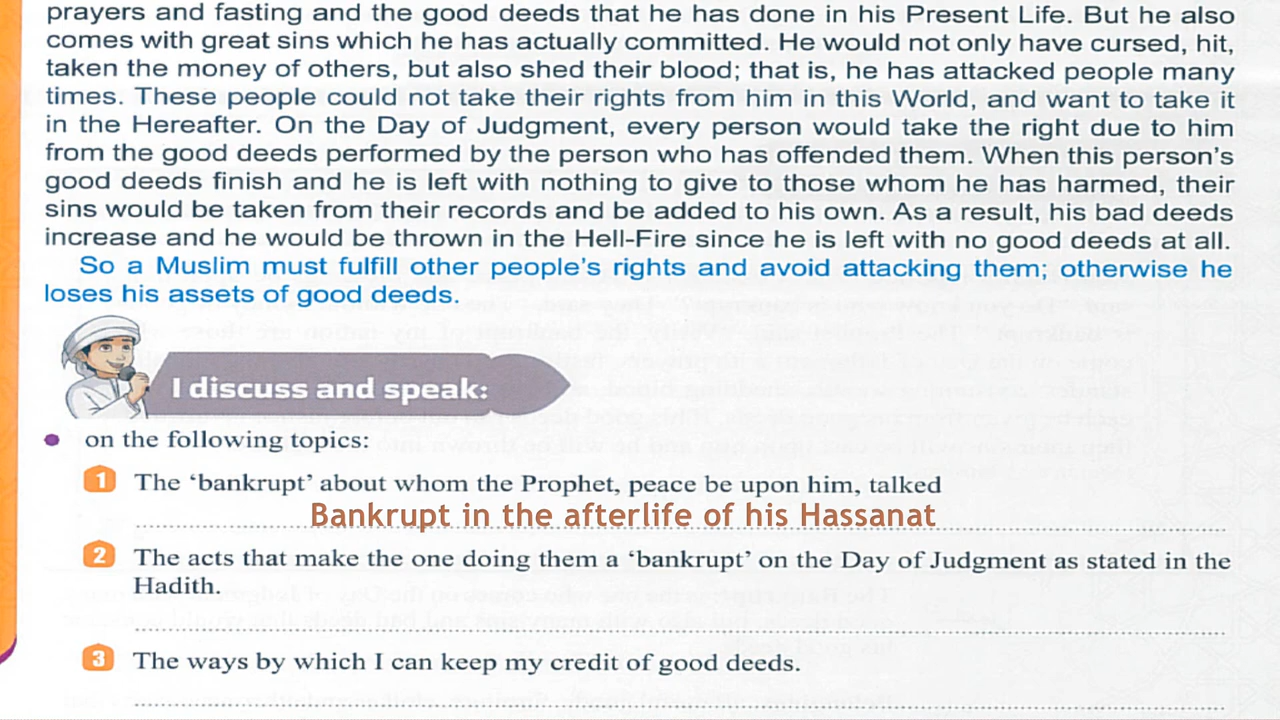 prayers and fasting and the good deeds that he has done in his Present Life. But he also
comes with great sins which he has actually committed. He would not only have cursed, hit,
taken the money of others, but also shed their blood; that is, he has attacked people many
times. These people could not take their rights from him in this World, and want to take it
in the Hereafter. On the Day of Judgment, every person would take the right due to him
from the good deeds performed by the person who has offended them. When this person's
good deeds finish and he is left with nothing to give to those whom he has harmed, their
sins would be taken from their records and be added to his own. As a result, his bad deeds
increase and he would be thrown in the Hell-Fire since he is left with no good deeds at all.
So a Muslim must fulfill other people's rights and avoid attacking them; otherwise he
loses his assets of good deeds.
I discuss and speak:
on the following topics:
1 The 'bankrupt' about whom the Prophet, peace be upon him, talked
Bankrupt in the afterlife of his Hassanat
2 The acts that make the one doing them a 'bankrupt' on the Day of Judgment as stated in the
Hadith.
3 The ways by which I can keep my credit of good deeds.